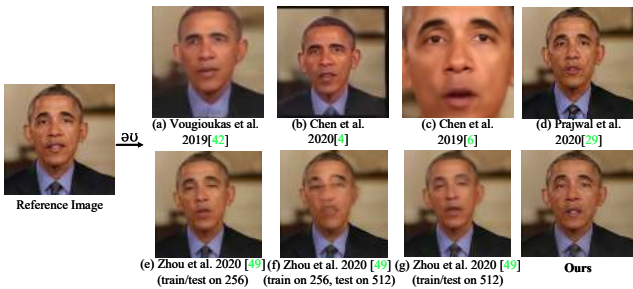 (a) Vougioukas et al.
2019[42]
(b) Chen et al.
2020[4]
(c) Chen et al.
2019[6]
(d) Prajwal et al.
2020[29]
əʊ
Reference Image
(e) Zhou et al. 2020 [49]
(train/test on 256)
(f) Zhou et al. 2020 [49]
(train on 256, test on 512)
(g) Zhou et al. 2020 [49]
(train/test on 512)
Ours